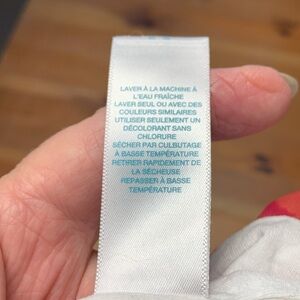 LAVER À LA MACHINE À
L'EAU FRAÎCHE
LAVER SEUL OU AVEC DES
COULEURS SIMILAIRES
UTILISER SEULEMENT UN
DÉCOLORANT SANS
CHLORURE
SÉCHER PAR CULBUTAGE
À BASSE TEMPÉRATURE
RETIRER RAPIDEMENT DE
LA SÉCHEUSE
REPASSER À BASSE
TEMPÉRATURE